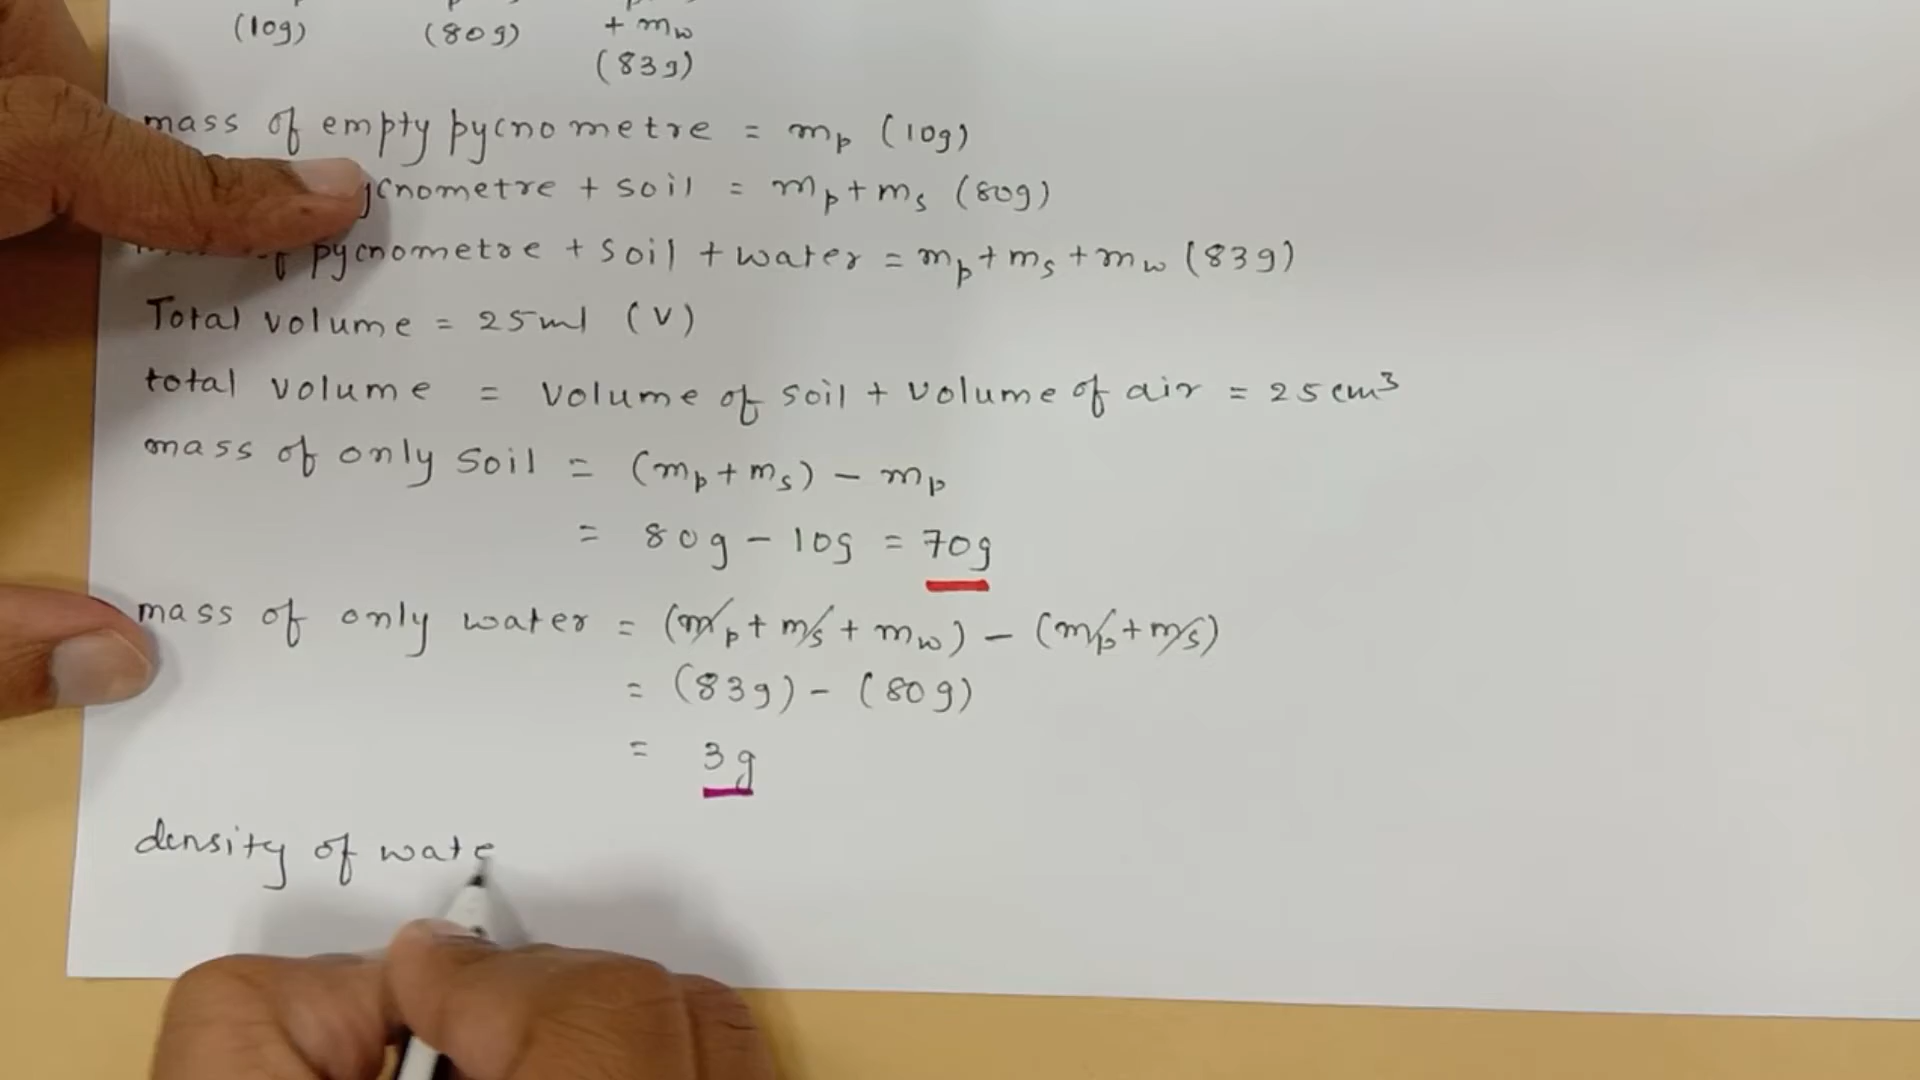 (10g) (80g) + mw
(83g)
mass of empty pycnometre = mp (10g)
ycnometre + soil = mp + ms (80g)
pycnometre + soil + water = mp + ms + mw (83g)
Total volume = 25ml (V)
total volume = volume of soil + volume of air = 25 cm³
mass of only soil = (mp + ms) - mp
= 80g - 10g = 70g
mass of only water = (mp + ms + mw) - (mp + ms)
= (83g) - (80g)
= 3g
density of wate